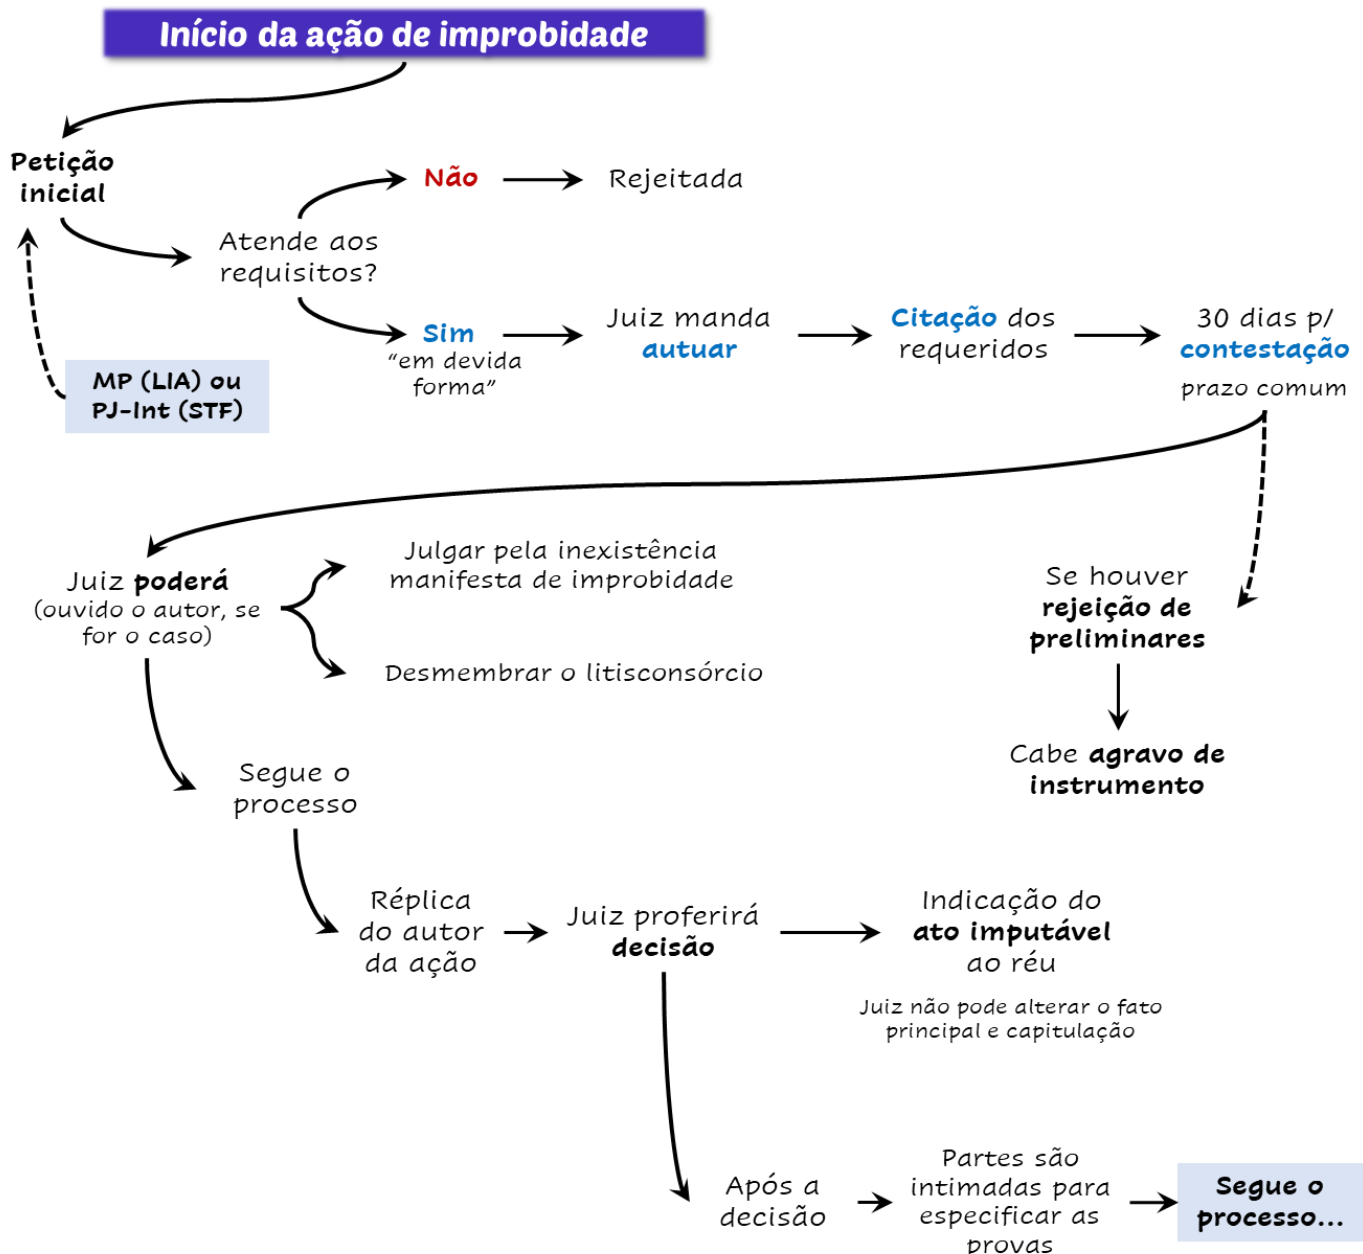 Início da ação de improbidade
Petição
inicial
MP (LIA) ou
PJ-Int (STF)
Atende aos
requisitos?
Não
Rejeitada
Sim
“em devida
forma”
Juiz manda
autuar
Citação dos
requeridos
30 dias p/
contestação
prazo comum
Juiz poderá
(ouvido o autor, se
for o caso)
Julgar pela inexistência
manifesta de improbidade
Desmembrar o litisconsórcio
Se houver
rejeição de
preliminares
Cabe agravo de
instrumento
Segue o
processo
Réplica
do autor
da ação
Juiz proferirá
decisão
Indicação do
ato imputável
ao réu
Juiz não pode alterar o fato
principal e capitulação
Após a
decisão
Partes são
intimadas para
especificar as
provas
Segue o
processo...